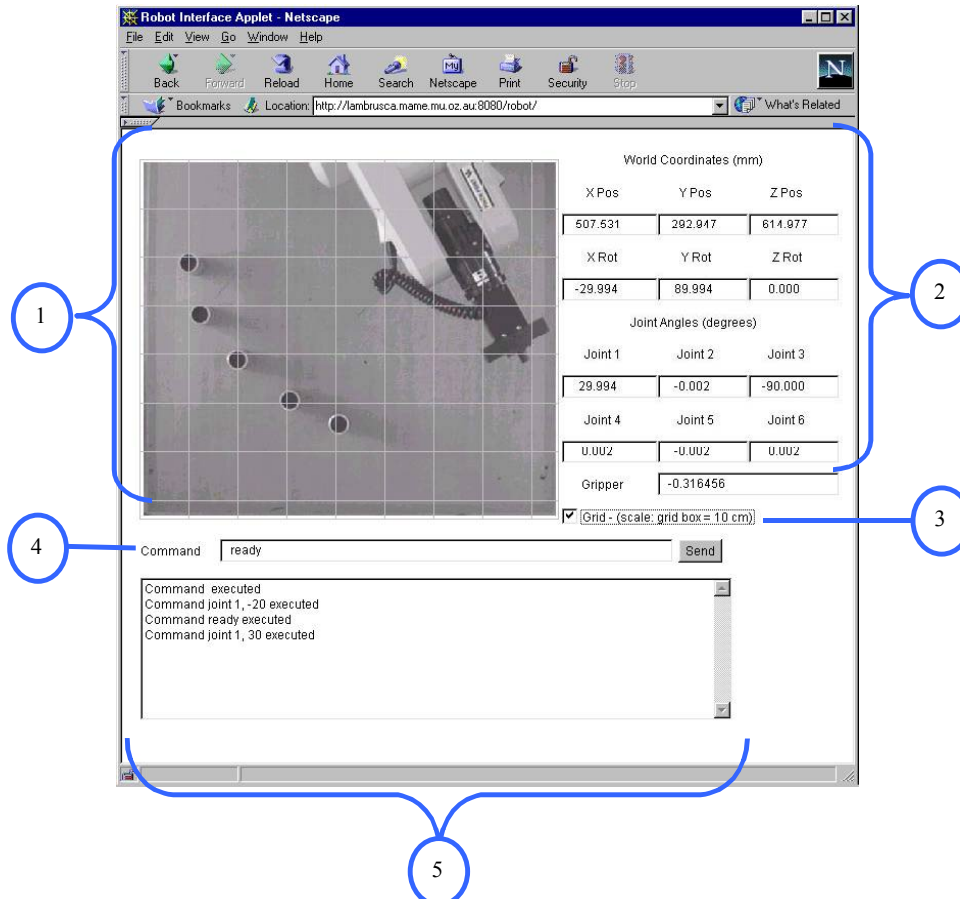 Robot Interface Applet - Netscape
File Edit View Go Window Help
Back Forward Reload Home Search Netscape Print Security Stop
N
Bookmarks Location: http://lambrusca.mame.mu.oz.au:8080/robot/ What's Related
World Coordinates (mm)
X Pos Y Pos Z Pos
507.531 292.947 614.977
X Rot Y Rot Z Rot
-29.994 89.994 0.000
Joint Angles (degrees)
Joint 1 Joint 2 Joint 3
29.994 -0.002 -90.000
Joint 4 Joint 5 Joint 6
0.002 -0.002 0.002
Gripper -0.316456
Grid - (scale: grid box = 10 cm)
Command ready Send
Command executed
Command joint 1, -20 executed
Command ready executed
Command joint 1, 30 executed
1
2
3
4
5